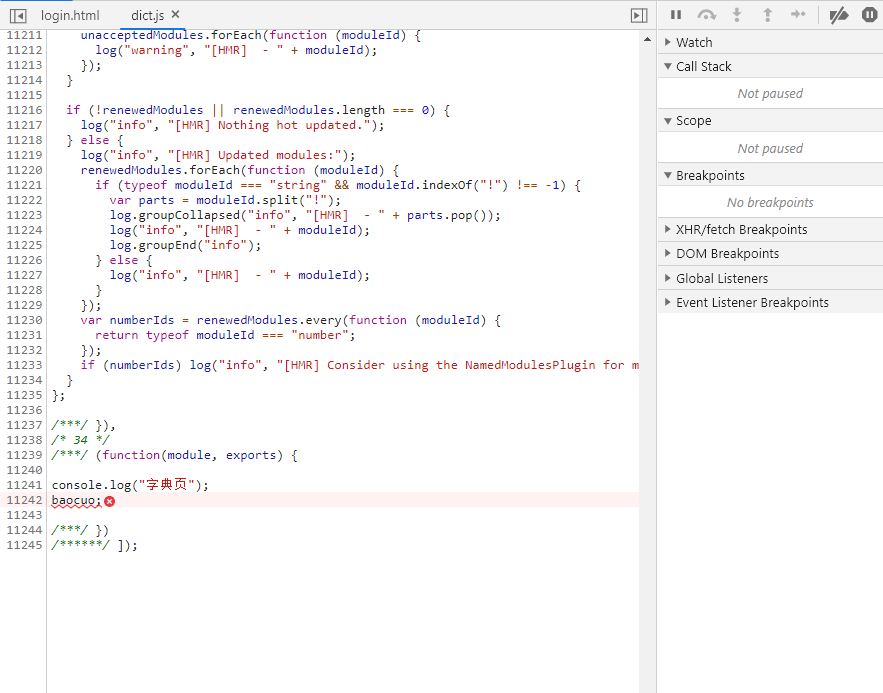 login.html dict.js ✕
11211     unacceptedModules.forEach(function (moduleId) {
11212       log("warning", "[HMR]  - " + moduleId);
11213     });
11214   }
11215
11216   if (!renewedModules || renewedModules.length === 0) {
11217     log("info", "[HMR] Nothing hot updated.");
11218   } else {
11219     log("info", "[HMR] Updated modules:");
11220     renewedModules.forEach(function (moduleId) {
11221       if (typeof moduleId === "string" && moduleId.indexOf("!") !== -1) {
11222         var parts = moduleId.split("!");
11223         log.groupCollapsed("info", "[HMR]  - " + parts.pop());
11224         log("info", "[HMR]  - " + moduleId);
11225         log.groupEnd("info");
11226       } else {
11227         log("info", "[HMR]  - " + moduleId);
11228       }
11229     });
11230     var numberIds = renewedModules.every(function (moduleId) {
11231       return typeof moduleId === "number";
11232     });
11233     if (numberIds) log("info", "[HMR] Consider using the NamedModulesPlugin for m
11234   }
11235 };
11236
11237 /***/ }),
11238 /* 34 */
11239 /***/ (function(module, exports) {
11240
11241 console.log("字典页");
11242 baocuo;
11243
11244 /***/ })
11245 /******/ ]);
Watch
Call Stack
Not paused
Scope
Not paused
Breakpoints
No breakpoints
XHR/fetch Breakpoints
DOM Breakpoints
Global Listeners
Event Listener Breakpoints